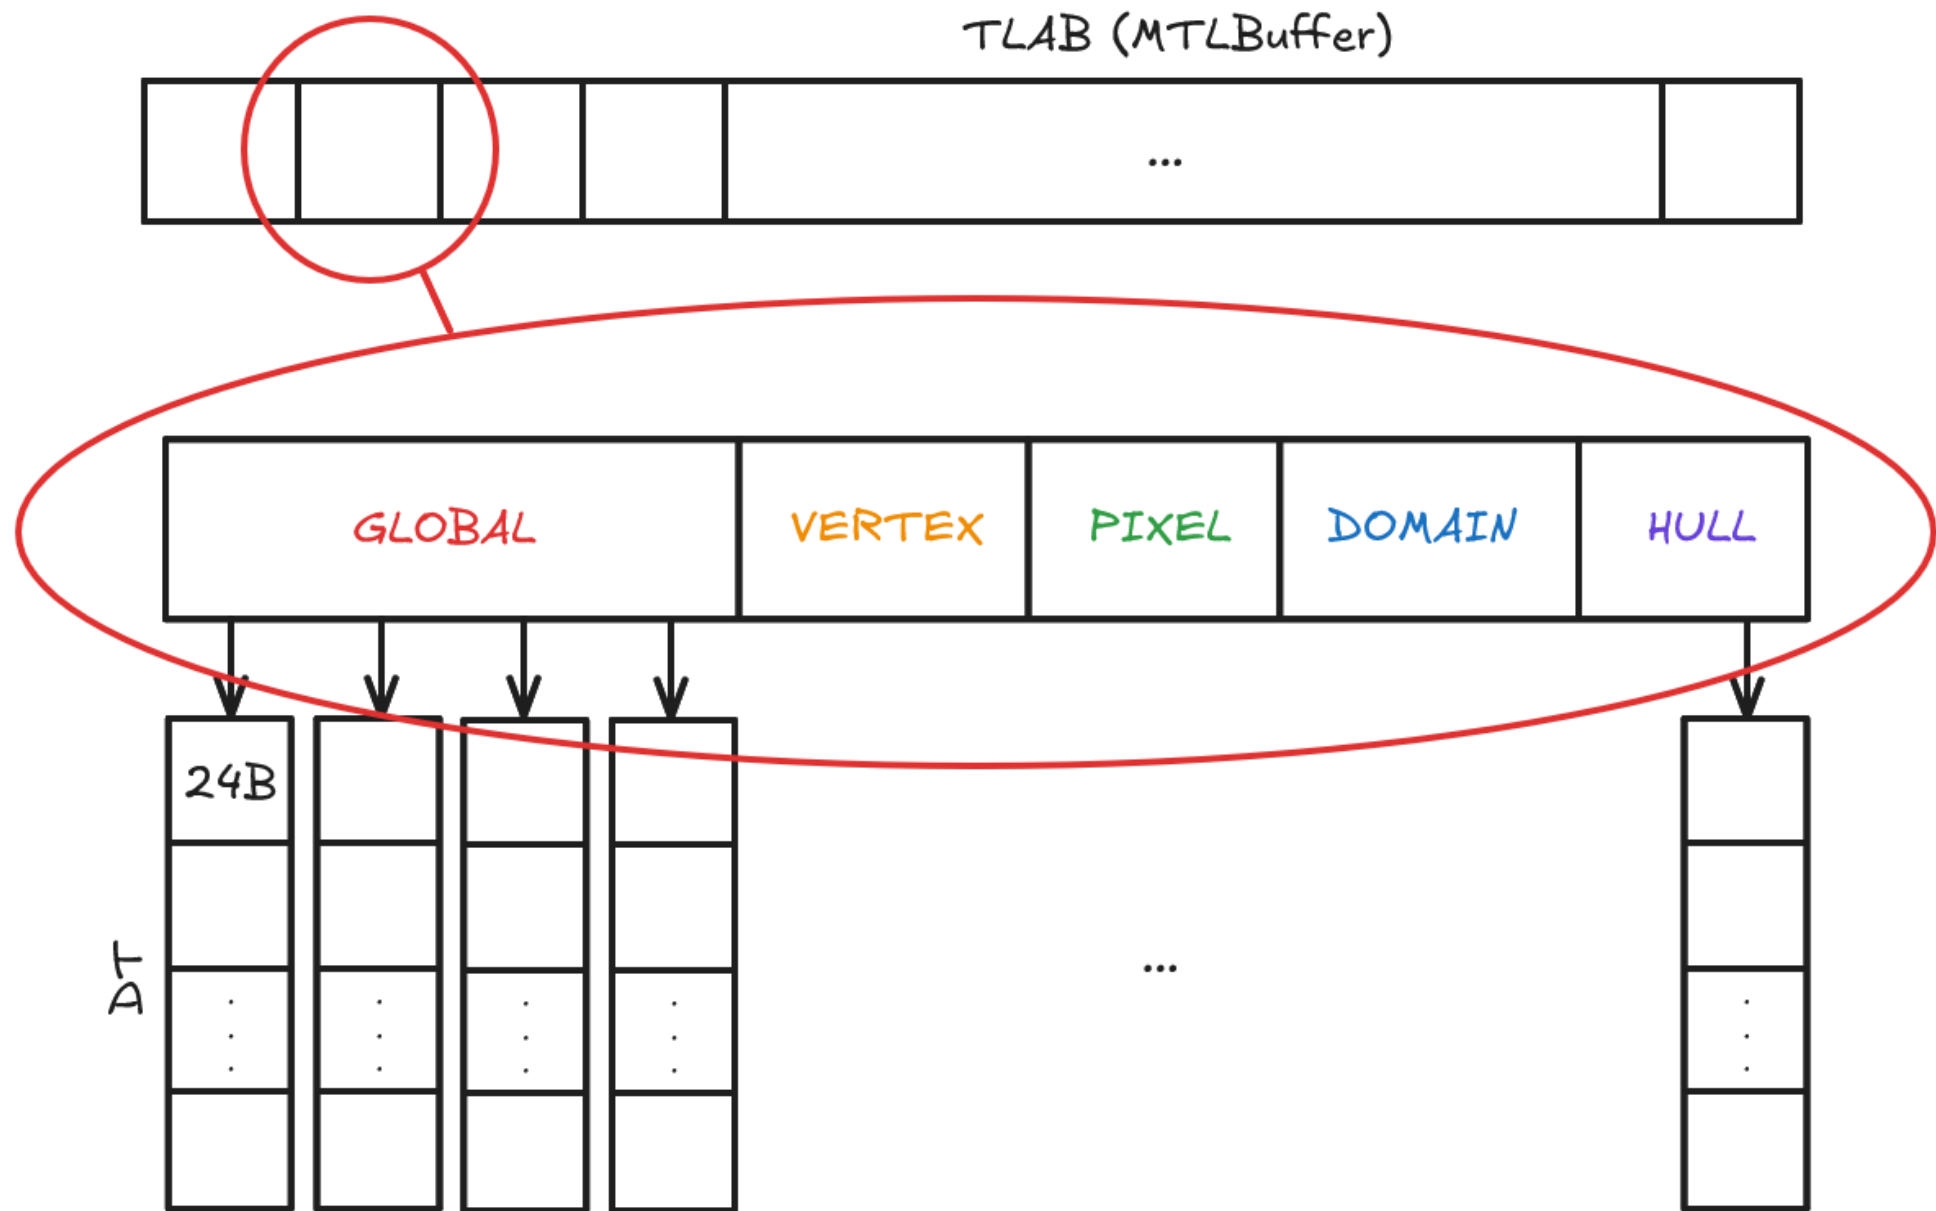 TLAB (MTLBuffer)
...
GLOBAL VERTEX PIXEL DOMAIN HULL
24B
DT
...